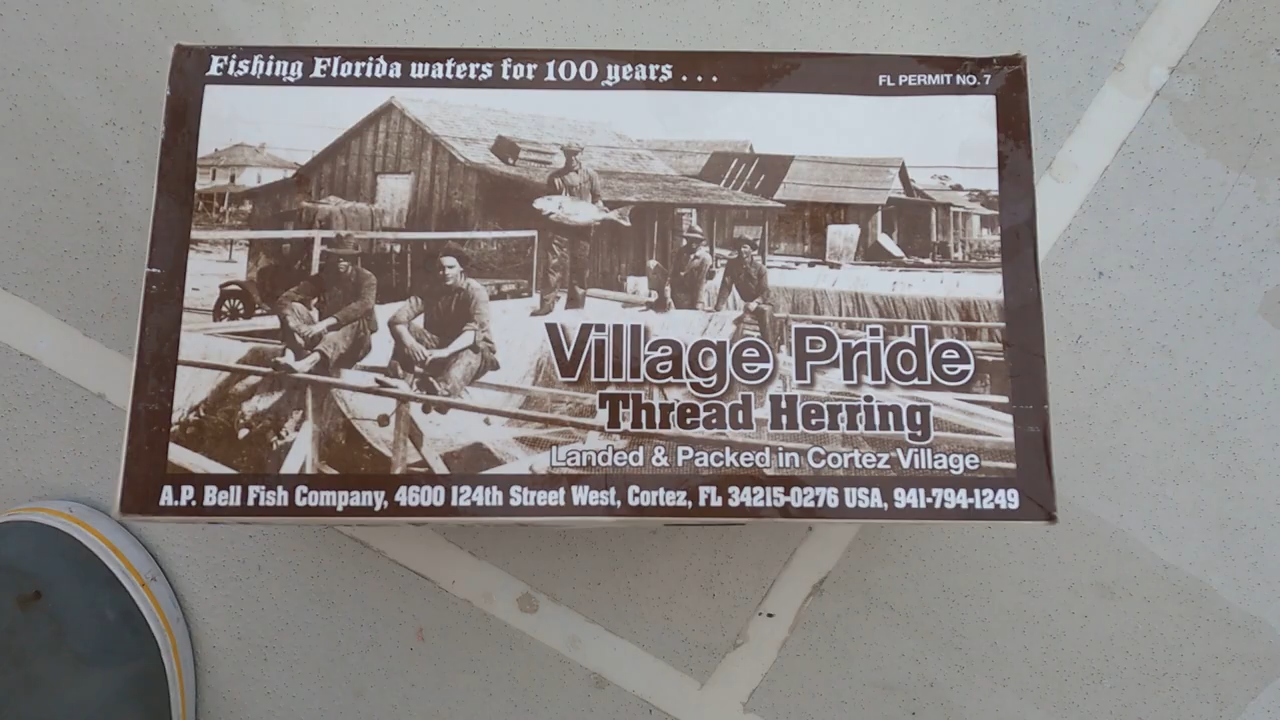 Fishing Florida waters for 100 years . . .
FL PERMIT NO. 7
Village Pride
Thread Herring
Landed & Packed in Cortez Village
A.P. Bell Fish Company, 4600 124th Street West, Cortez, FL 34215-0276 USA, 941-794-1249